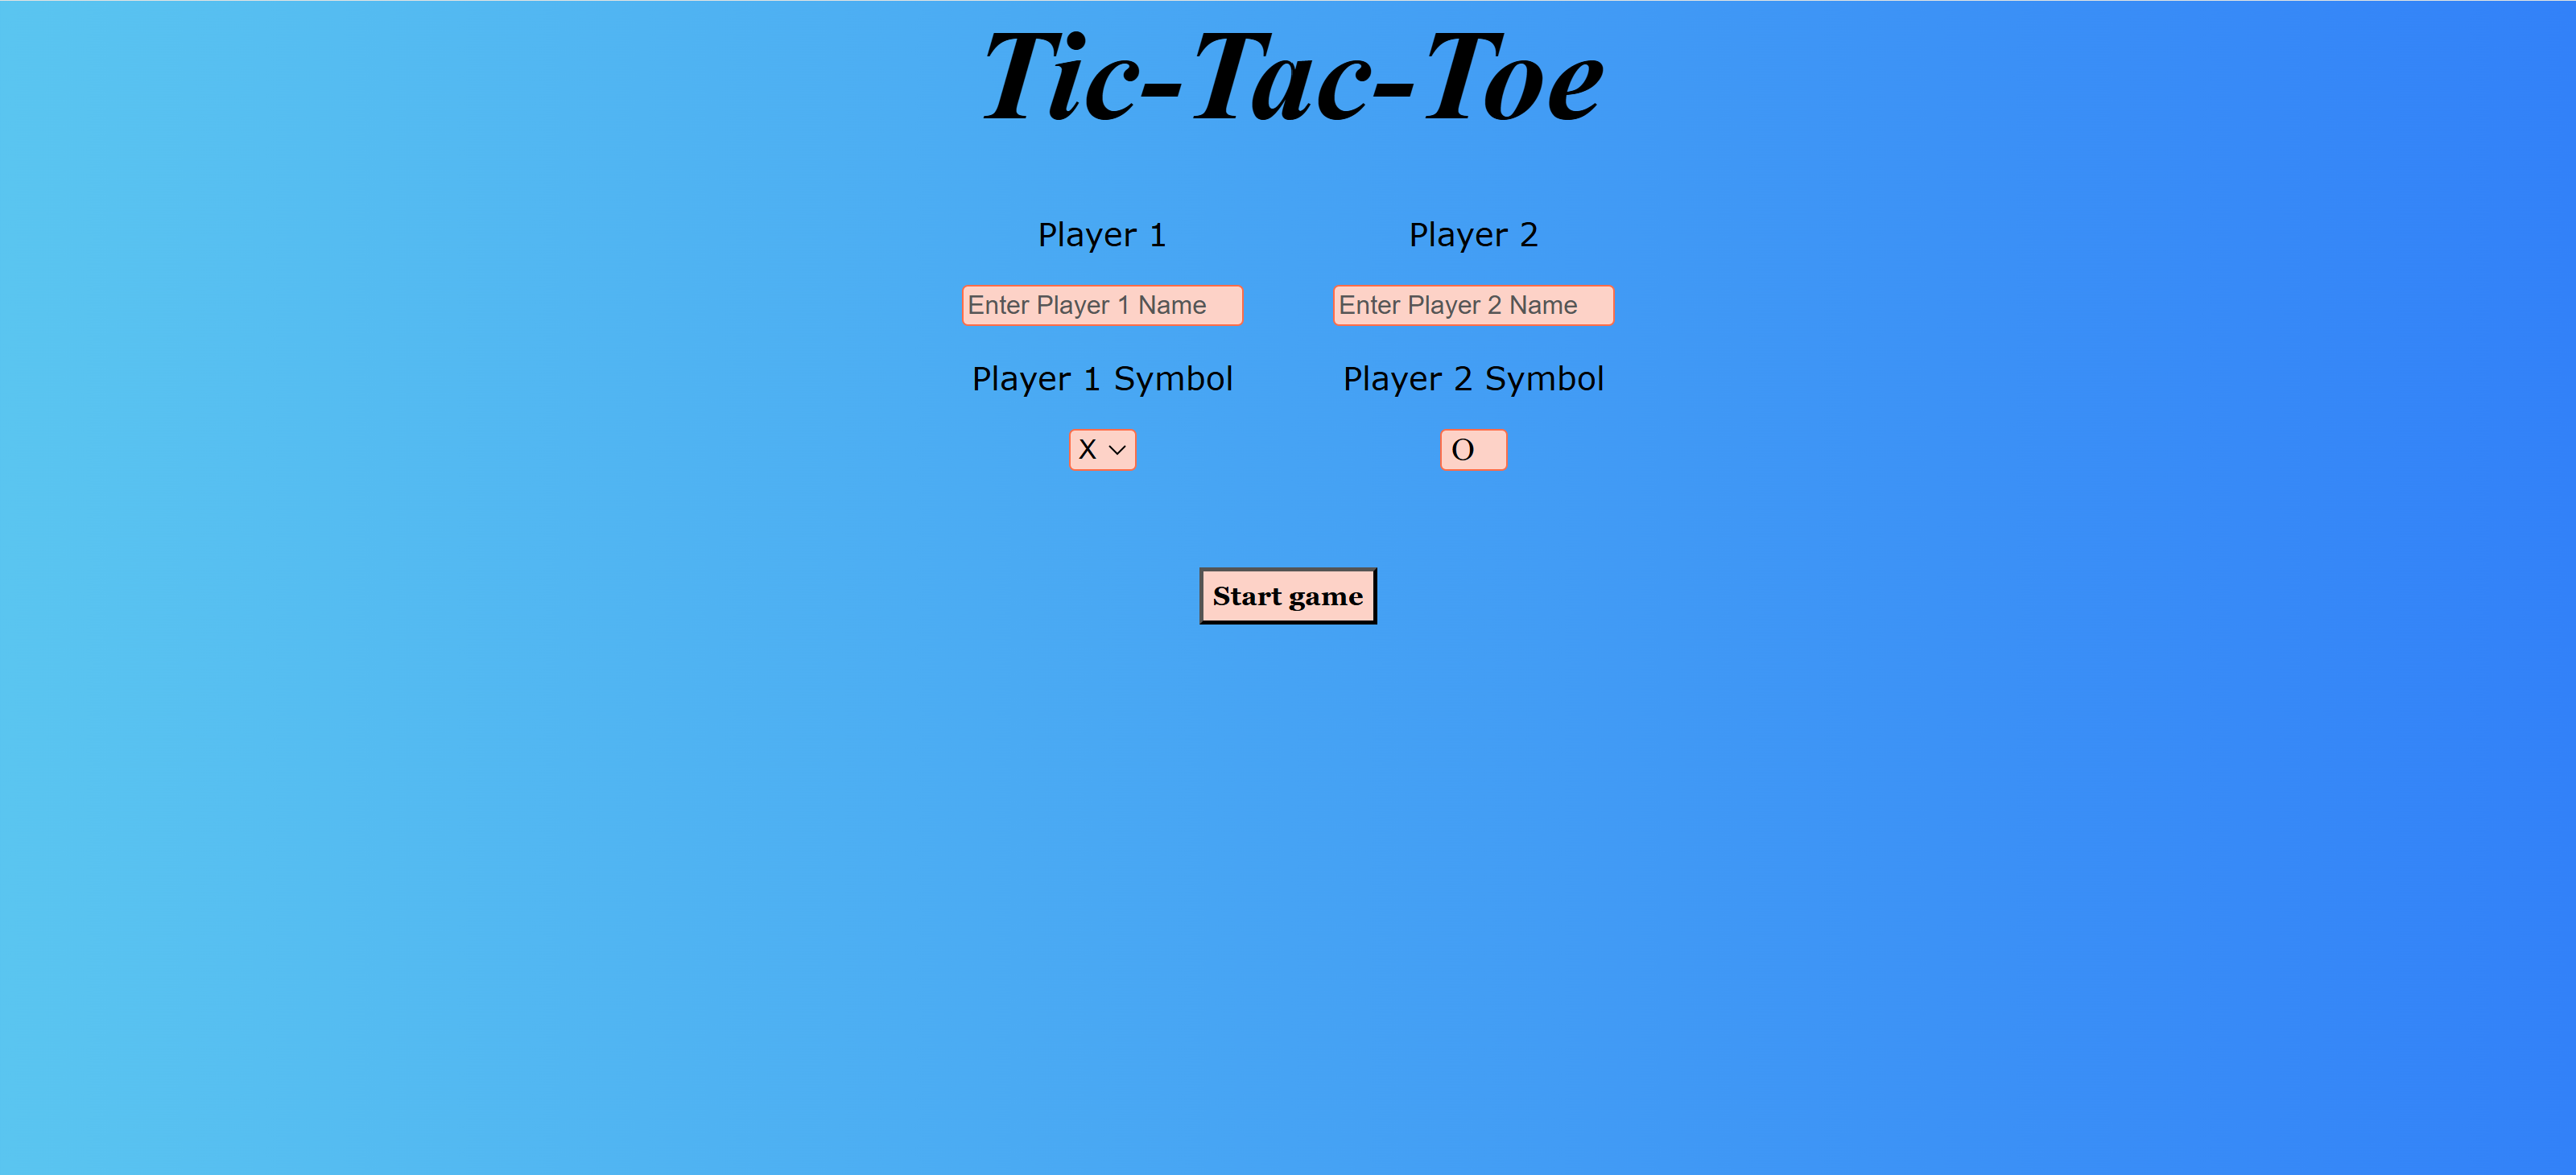 Tic-Tac-Toe
Player 1
Player 2
Enter Player 1 Name
Enter Player 2 Name
Player 1 Symbol
Player 2 Symbol
X
O
Start game